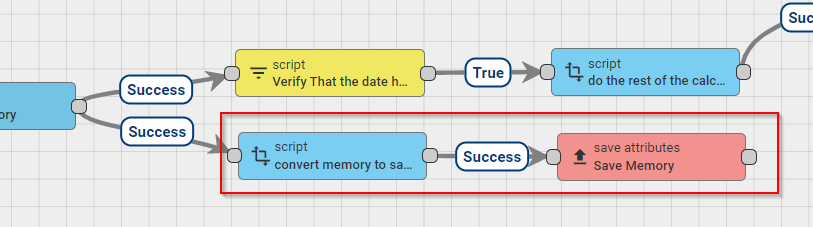 Suc
script
Verify That the date h...
True
script
do the rest of the calc...
Success
ory
Success
script
convert memory to sa...
Success
save attributes
Save Memory